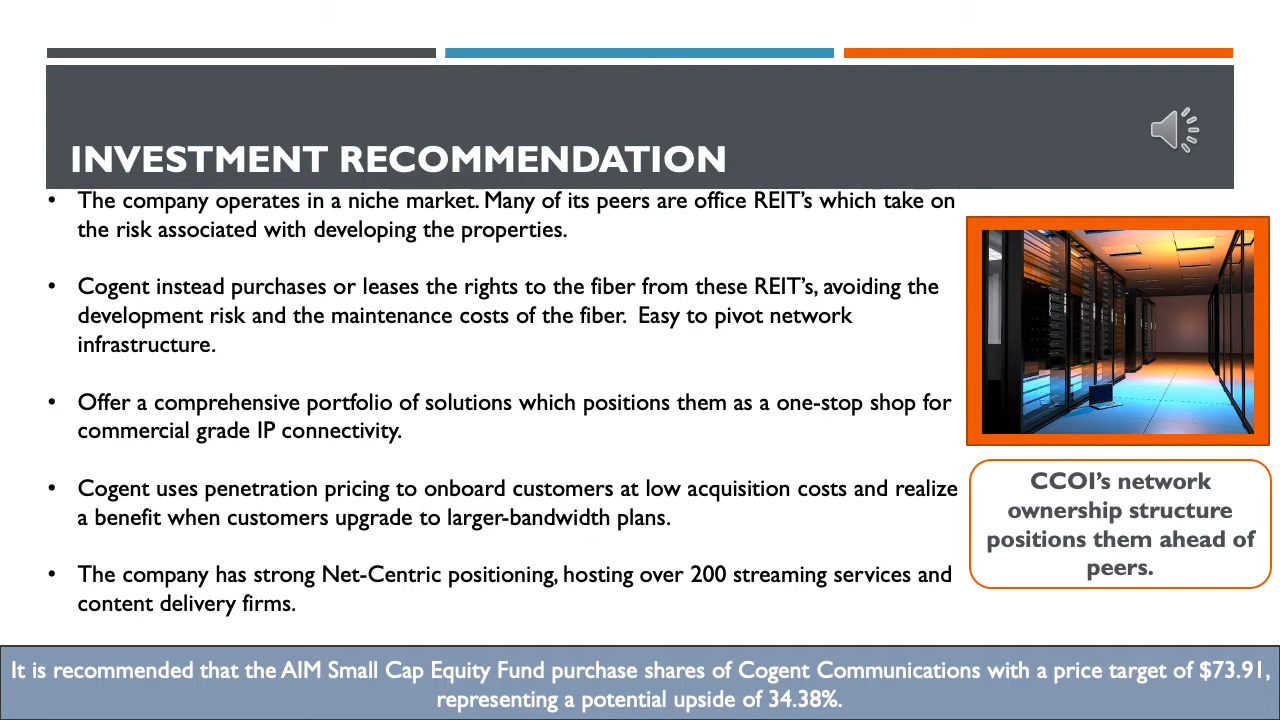 INVESTMENT RECOMMENDATION
• The company operates in a niche market. Many of its peers are office REIT's which take on
the risk associated with developing the properties.
• Cogent instead purchases or leases the rights to the fiber from these REIT's, avoiding the
development risk and the maintenance costs of the fiber.  Easy to pivot network
infrastructure.
• Offer a comprehensive portfolio of solutions which positions them as a one-stop shop for
commercial grade IP connectivity.
• Cogent uses penetration pricing to onboard customers at low acquisition costs and realize
a benefit when customers upgrade to larger-bandwidth plans.
• The company has strong Net-Centric positioning, hosting over 200 streaming services and
content delivery firms.
CCOI's network
ownership structure
positions them ahead of
peers.
It is recommended that the AIM Small Cap Equity Fund purchase shares of Cogent Communications with a price target of $73.91,
representing a potential upside of 34.38%.